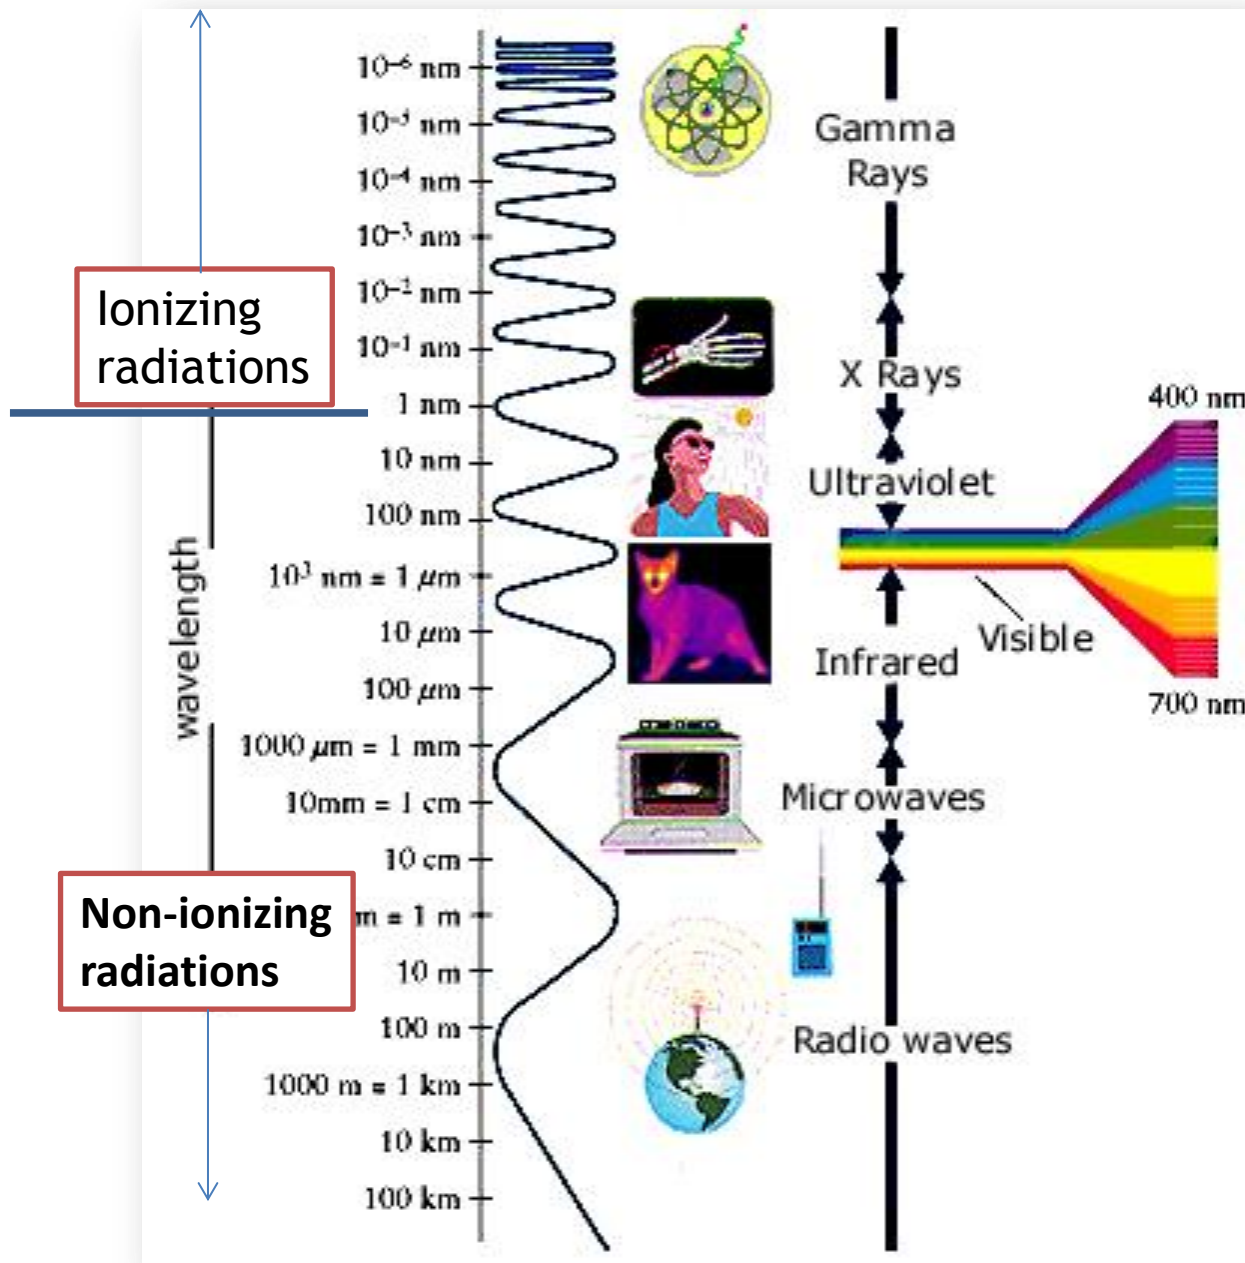 10⁻⁶ nm
10⁻⁵ nm
10⁻⁴ nm
10⁻³ nm
10⁻² nm
10⁻¹ nm
1 nm
10 nm
100 nm
10³ nm = 1 μm
10 μm
100 μm
1000 μm = 1 mm
10mm = 1 cm
10 cm
m = 1 m
10 m
100 m
1000 m = 1 km
10 km
100 km
Ionizing
radiations
wavelength
Non-ionizing
radiations
Gamma
Rays
X Rays
Ultraviolet
Visible
Infrared
Microwaves
Radio waves
400 nm
700 nm